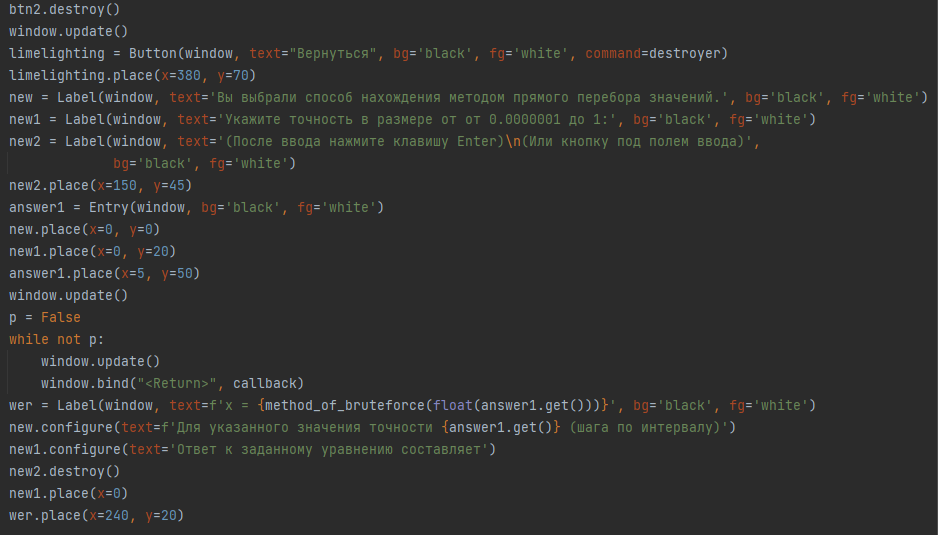 btn2.destroy()
window.update()
limelighting = Button(window, text="Вернуться", bg='black', fg='white', command=destroyer)
limelighting.place(x=380, y=70)
new = Label(window, text='Вы выбрали способ нахождения методом прямого перебора значений.', bg='black', fg='white')
new1 = Label(window, text='Укажите точность в размере от от 0.0000001 до 1:', bg='black', fg='white')
new2 = Label(window, text='(После ввода нажмите клавишу Enter)\n(Или кнопку под полем ввода)',
             bg='black', fg='white')
new2.place(x=150, y=45)
answer1 = Entry(window, bg='black', fg='white')
new.place(x=0, y=0)
new1.place(x=0, y=20)
answer1.place(x=5, y=50)
window.update()
p = False
while not p:
    window.update()
    window.bind("<Return>", callback)
wer = Label(window, text=f'x = {method_of_bruteforce(float(answer1.get()))}', bg='black', fg='white')
new.configure(text=f'Для указанного значения точности {answer1.get()} (шага по интервалу)')
new1.configure(text='Ответ к заданному уравнению составляет')
new2.destroy()
new1.place(x=0)
wer.place(x=240, y=20)